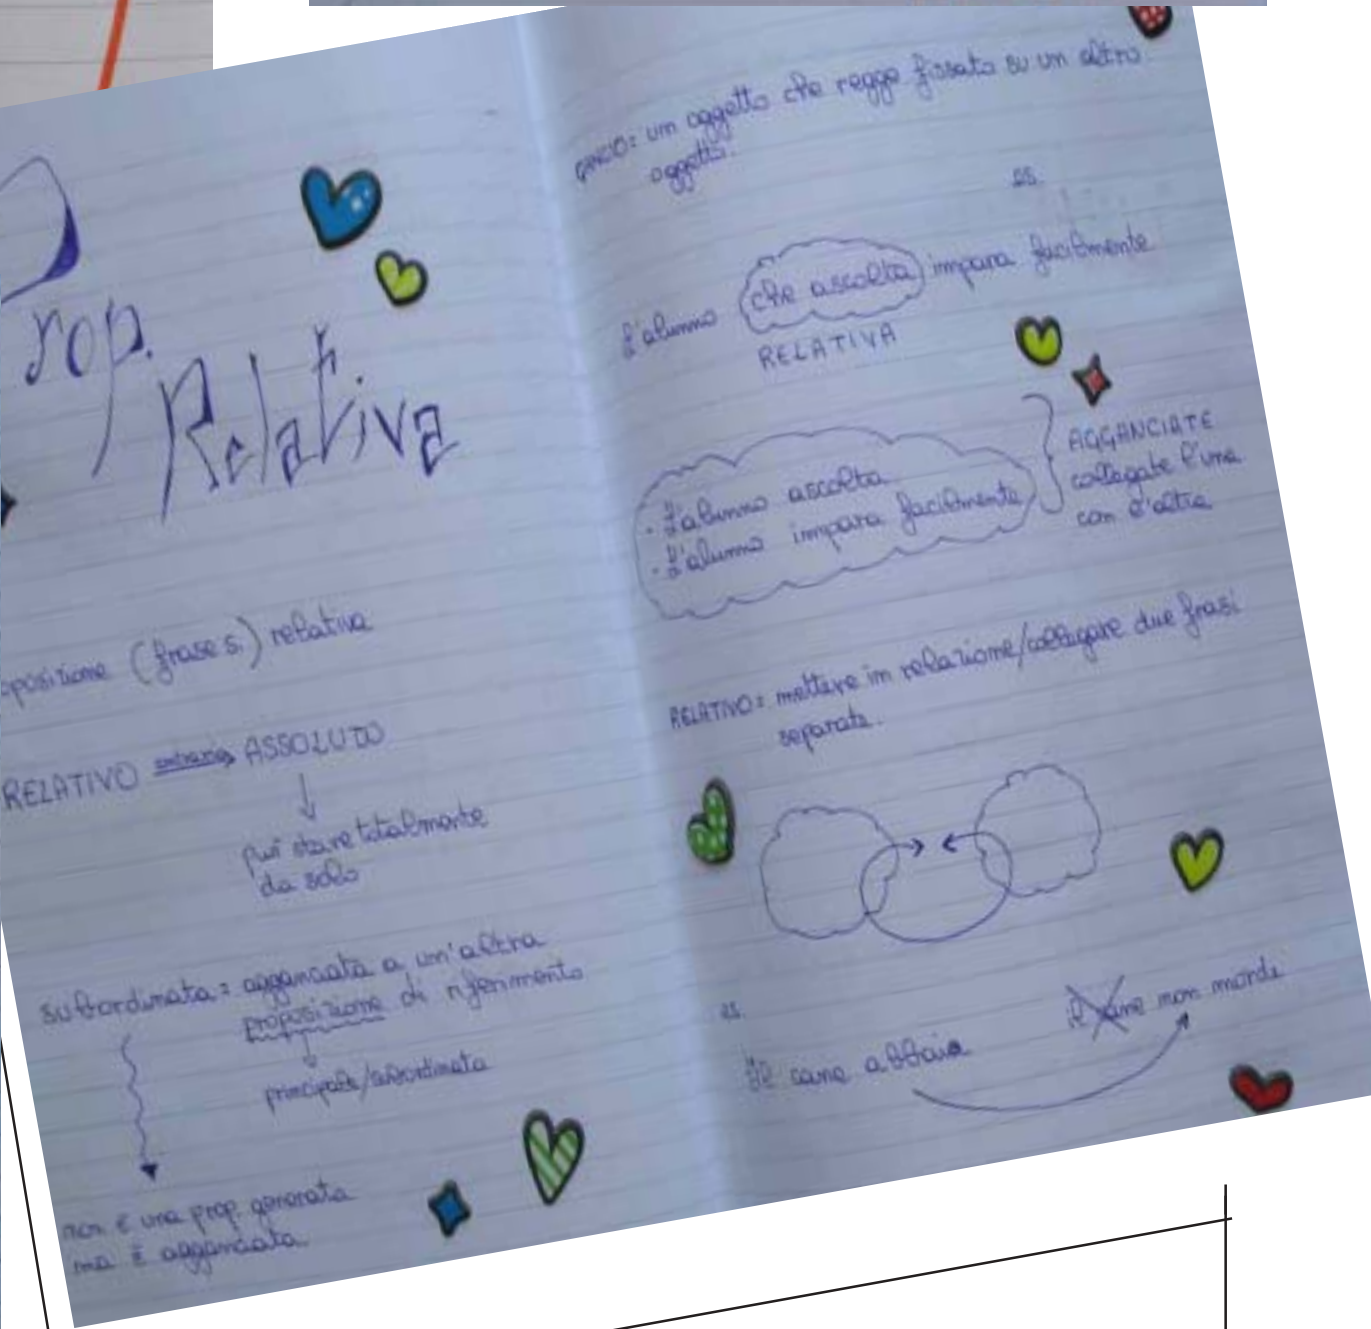 Prop.
Relativa
oposizione (frase s.) relativa
RELATIVO contrario ASSOLUTO
può stare totalmente
da solo
subordinata = agganciata a un'altra
proposizione di riferimento
principale/subordinata
non è una prop. generata
ma è agganciata
GANCIO = um oggetto che regge fissato su un altro
oggetto.
es.
L'alunno che ascolta impara facilmente
RELATIVA
· L'alunno ascolta
· L'alunno impara facilmente
AGGANCIATE
collegate l'una
con l'altra
RELATIVO = mettere in relazione/collegare due frasi
separate.
es.
Il cane abbaia
il cane non morde